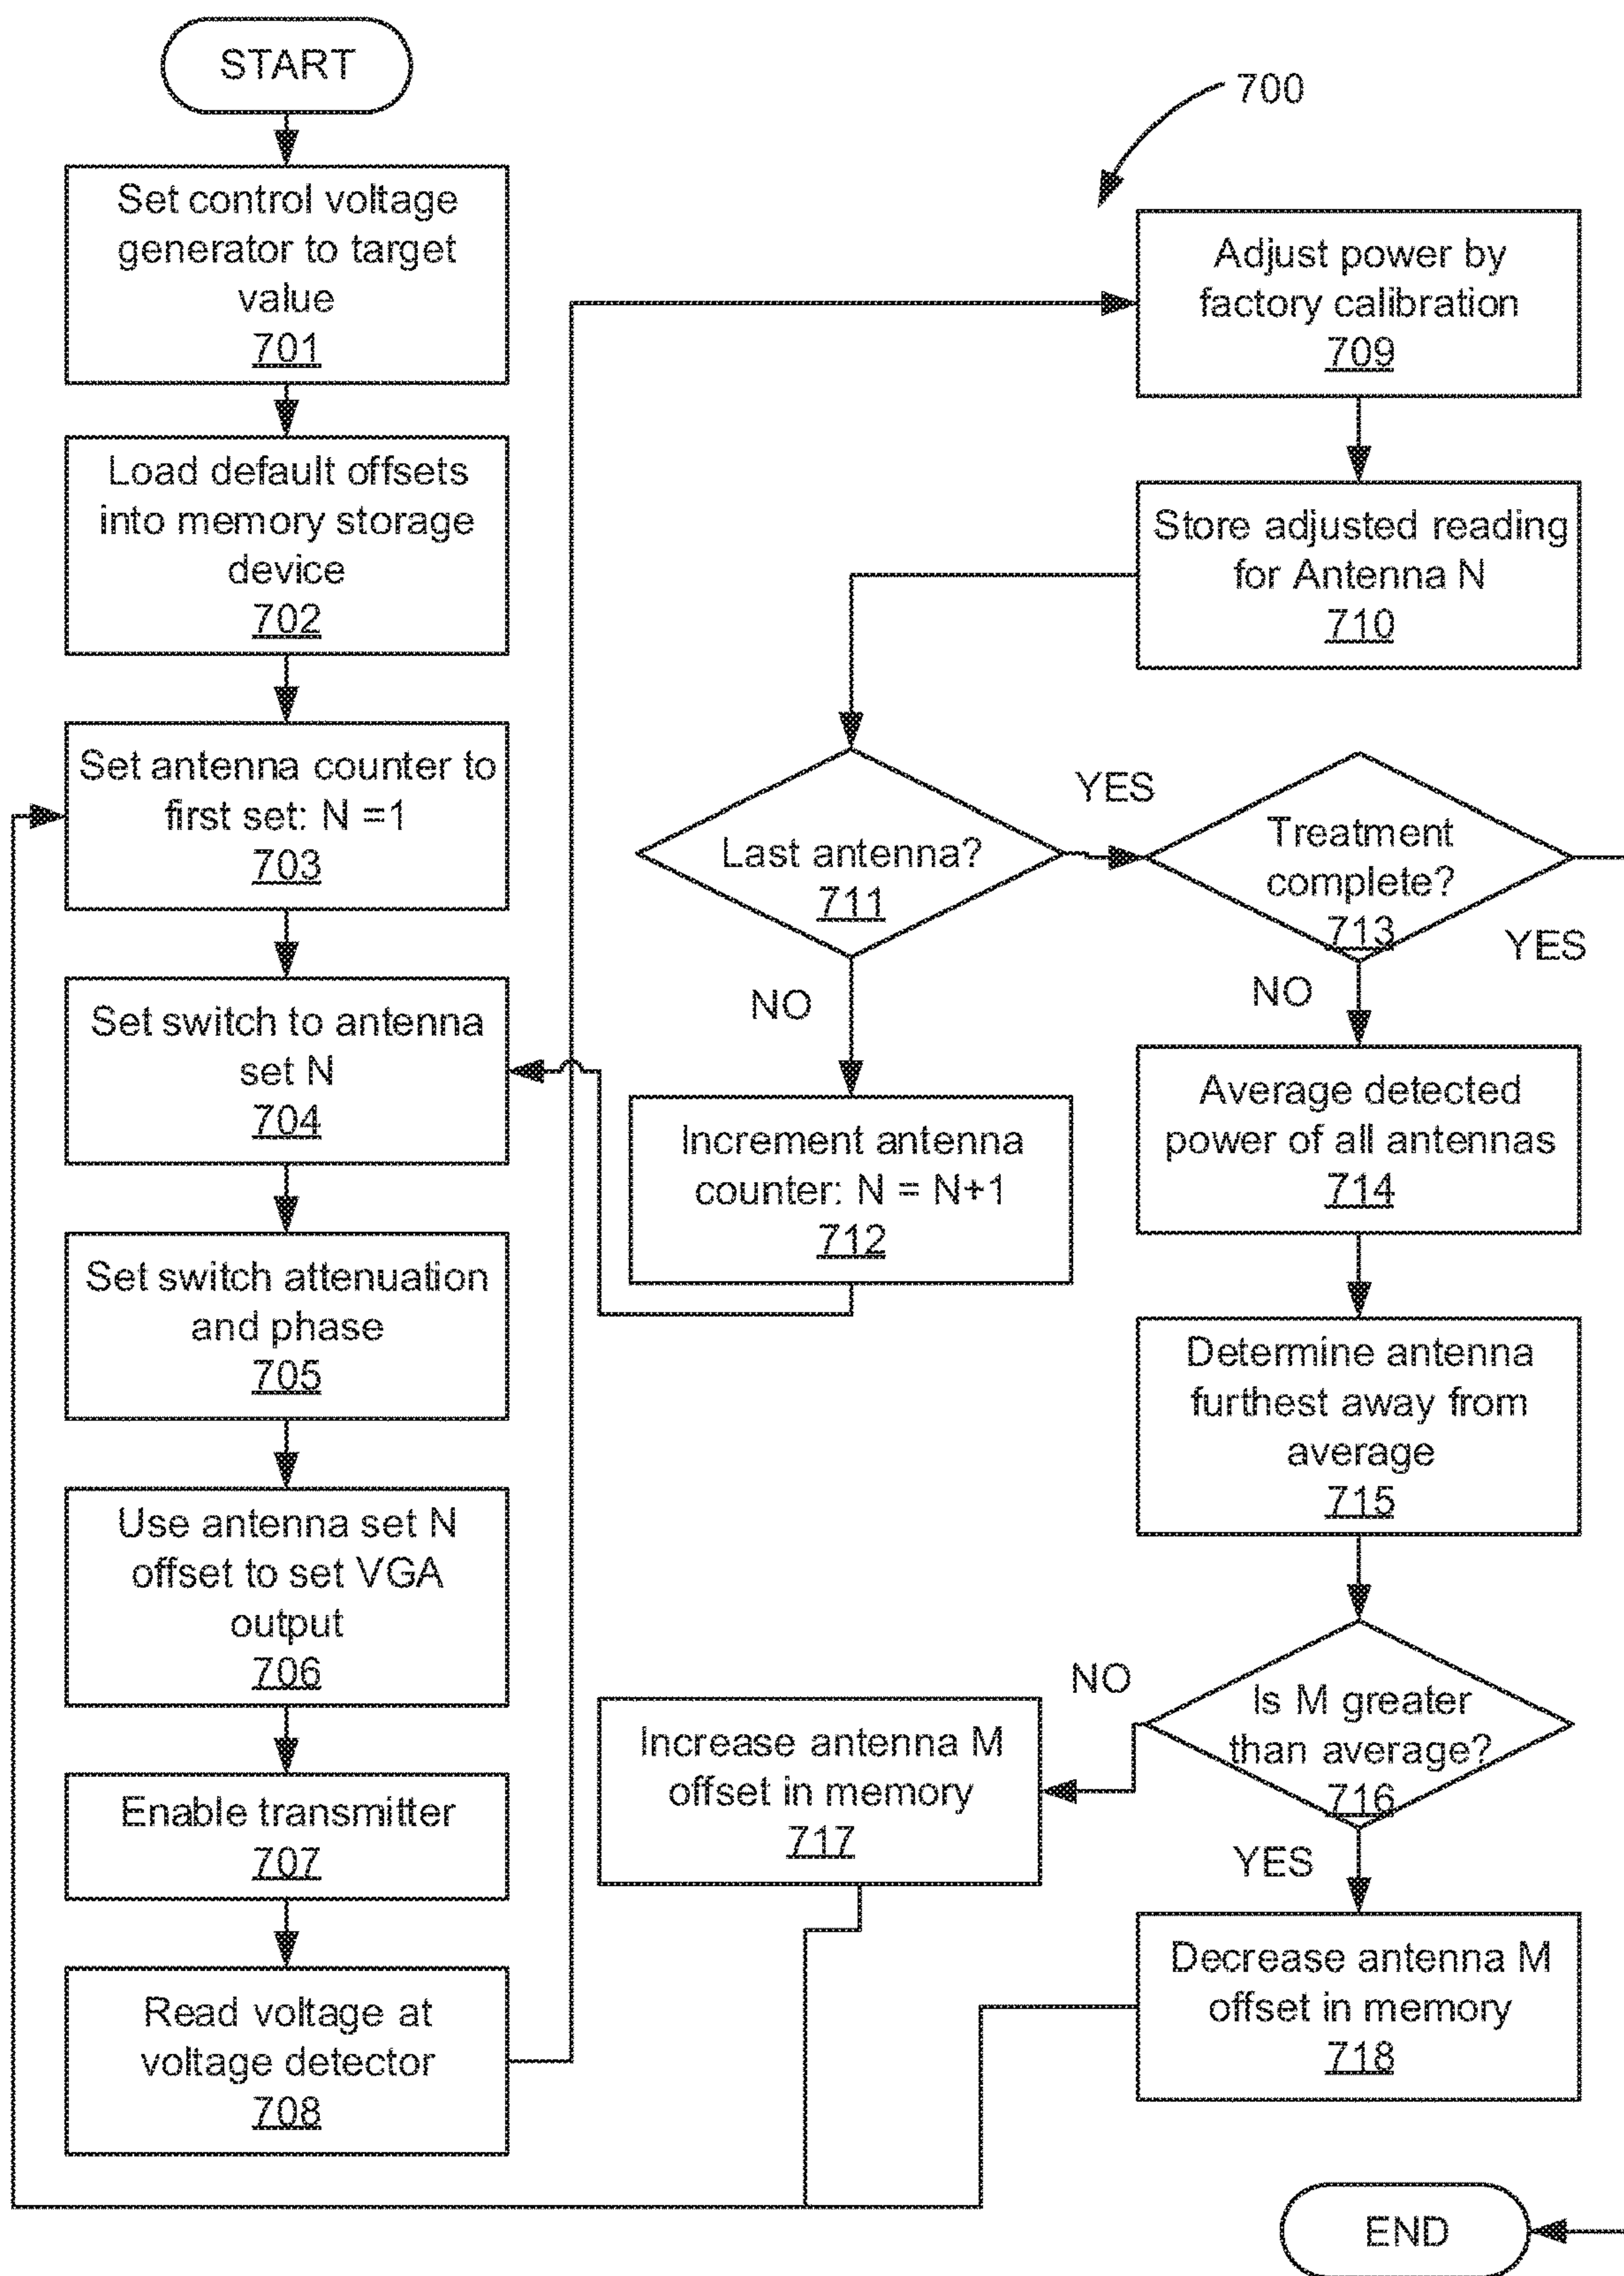 START
Set control voltage
generator to target
value
701
Load default offsets
into memory storage
device
702
Set antenna counter to
first set: N =1
703
Set switch to antenna
set N
704
Set switch attenuation
and phase
705
Use antenna set N
offset to set VGA
output
706
Enable transmitter
707
Read voltage at
voltage detector
708
700
Adjust power by
factory calibration
709
Store adjusted reading
for Antenna N
710
Last antenna?
711
YES
NO
Increment antenna
counter: N = N+1
712
Treatment
complete?
713
YES
NO
Average detected
power of all antennas
714
Determine antenna
furthest away from
average
715
Is M greater
than average?
716
NO
YES
Increase antenna M
offset in memory
717
Decrease antenna M
offset in memory
718
END